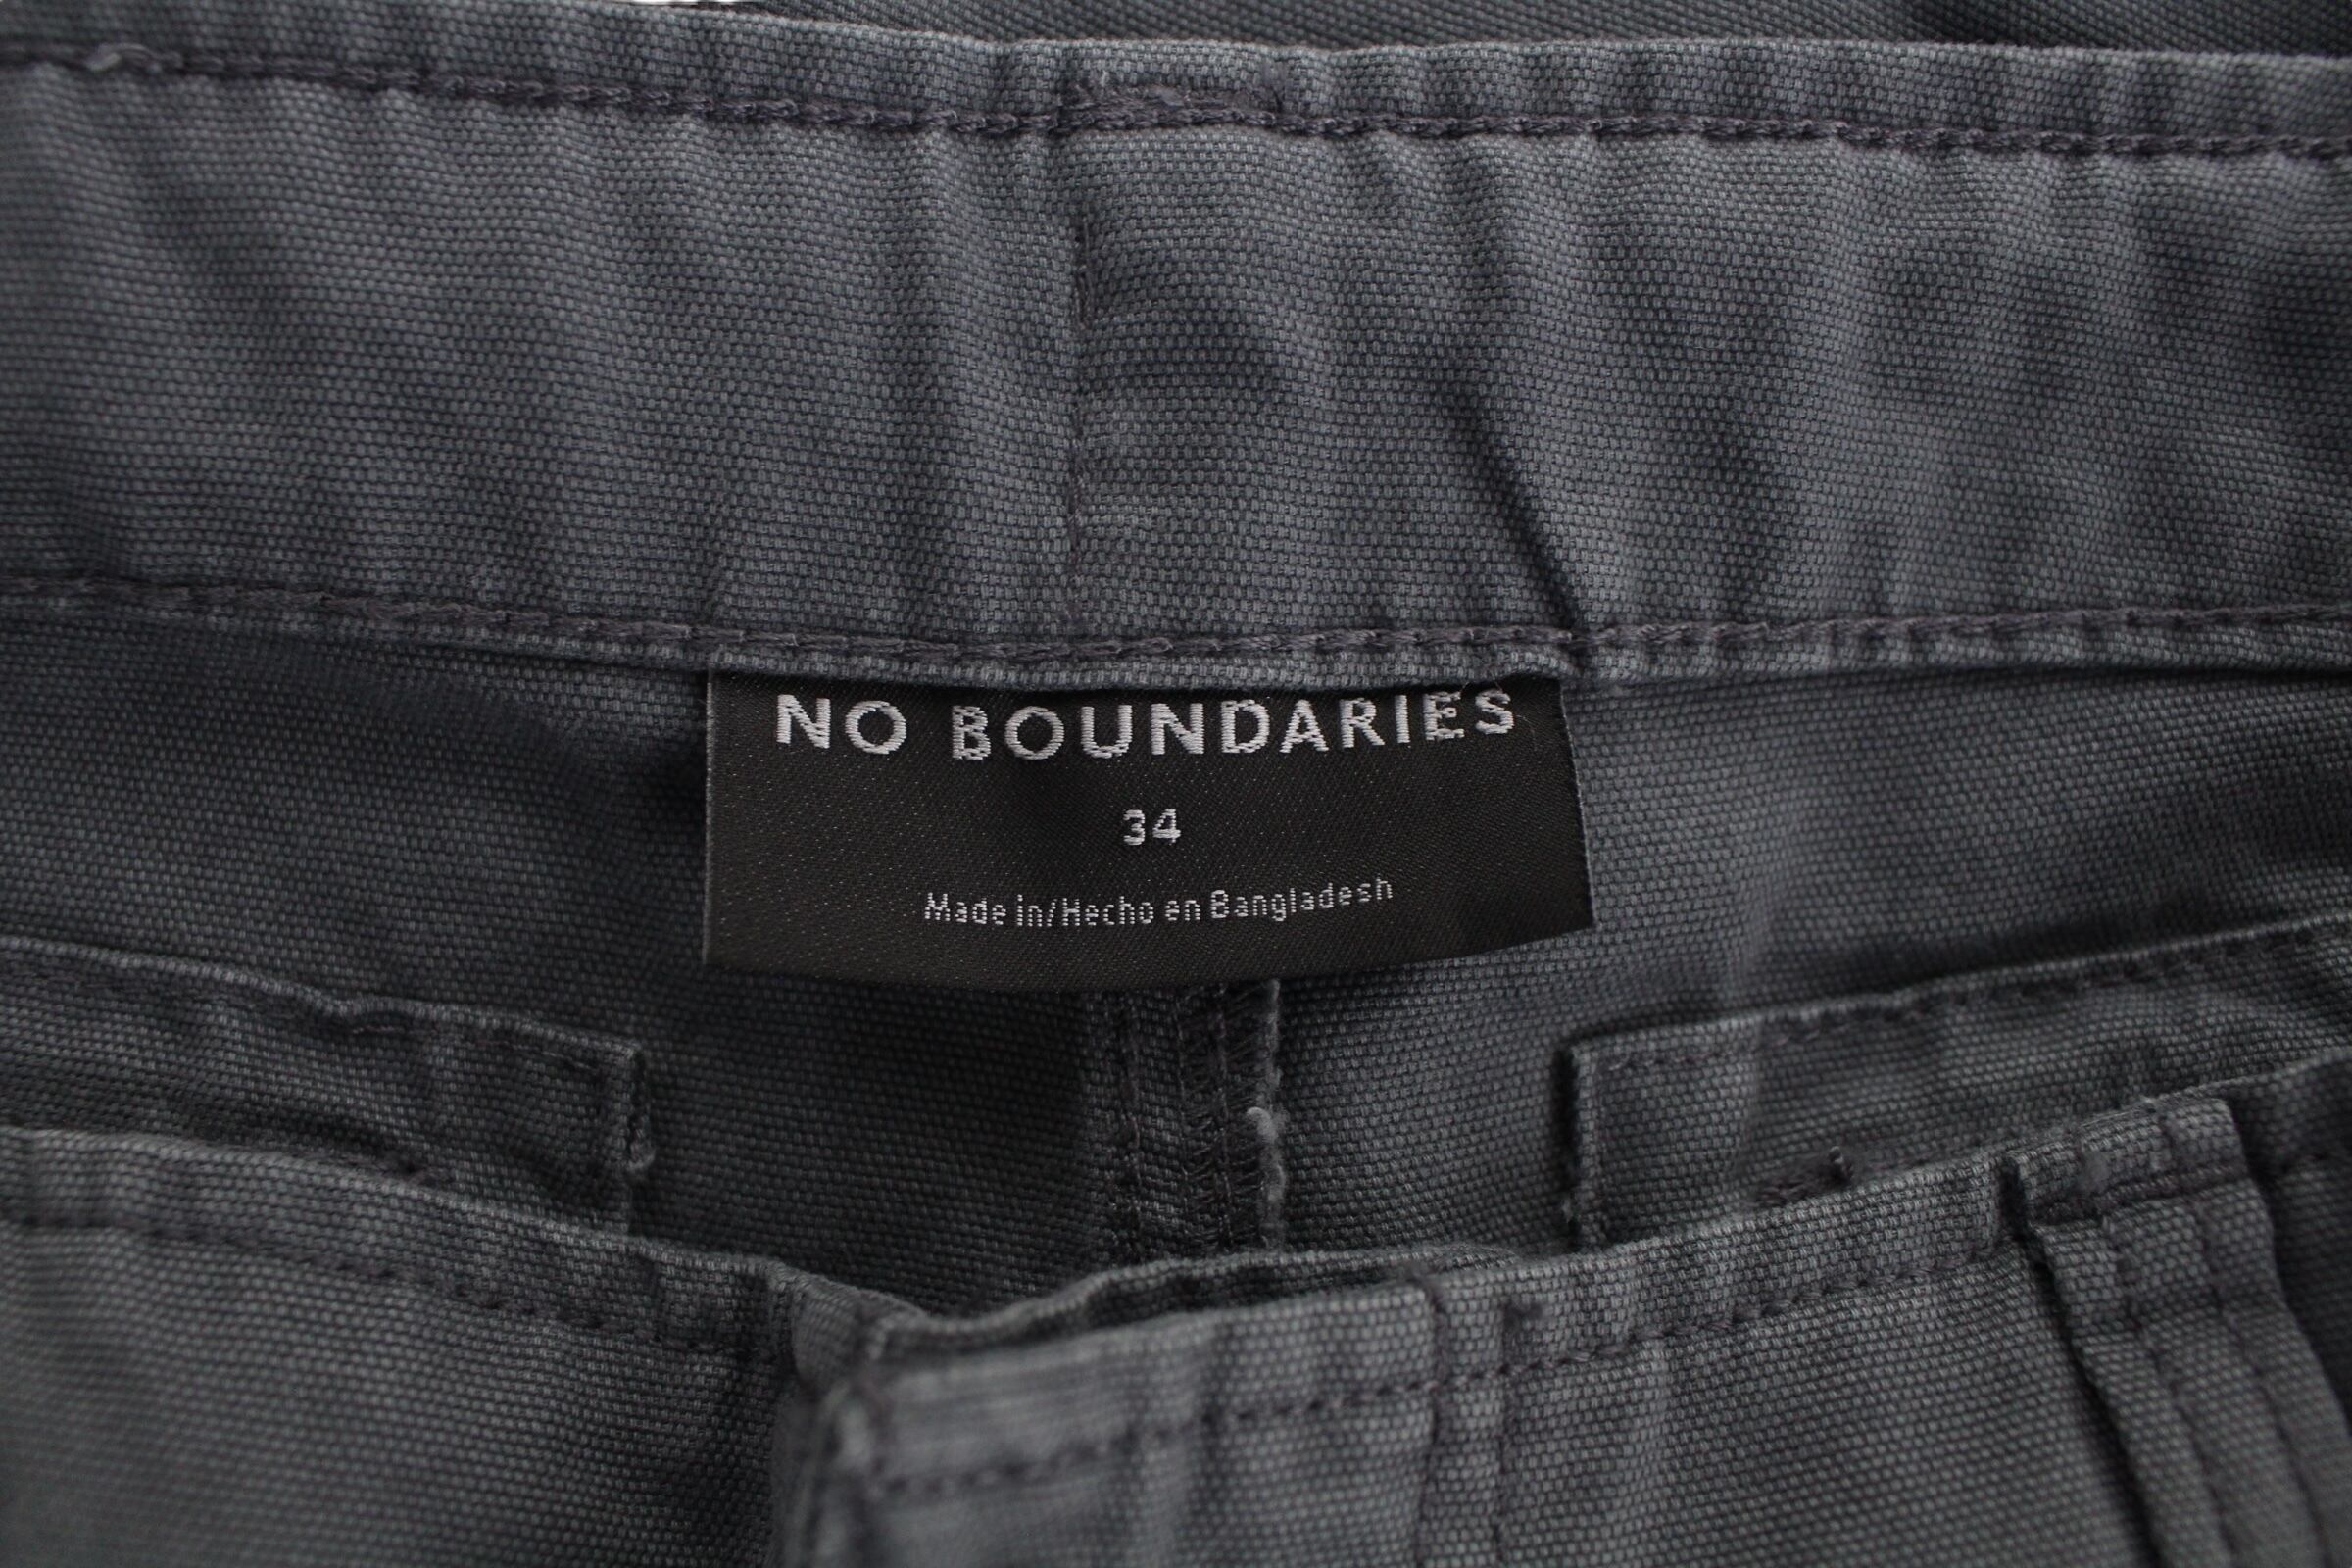 NO BOUNDARIES
34
Made in/Hecho en Bangladesh